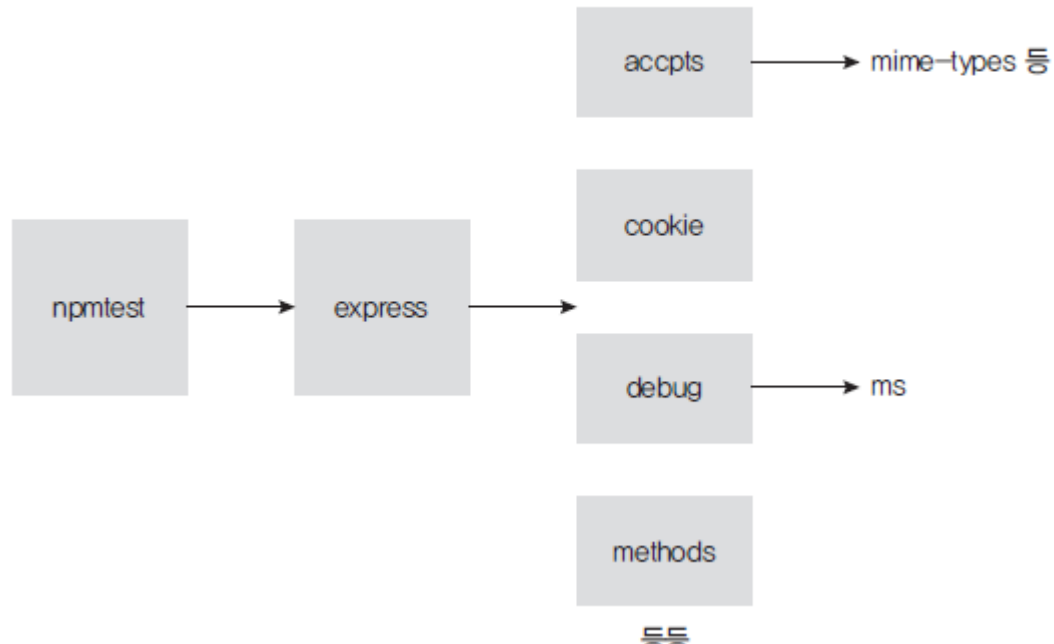 accpts
mime-types 등
cookie
npmtest
express
debug
ms
methods
등등